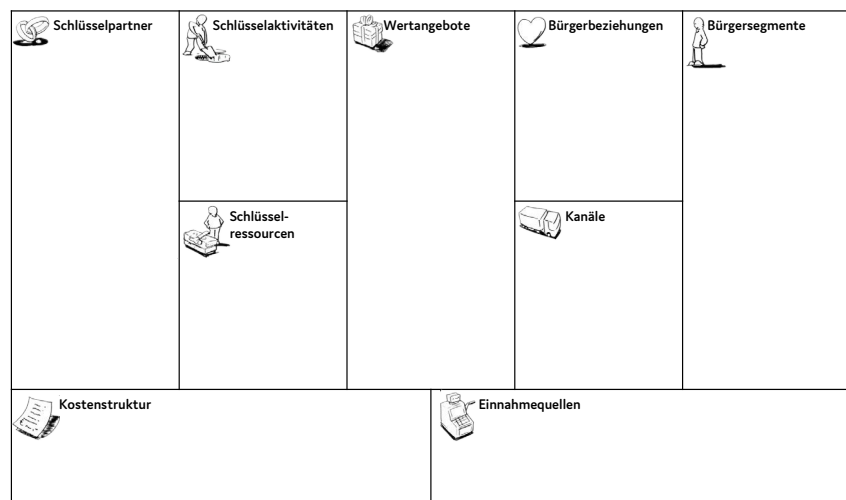 Schlüsselpartner
Schlüsselaktivitäten
Wertangebote
Bürgerbeziehungen
Bürgersegmente
Schlüssel-
ressourcen
Kanäle
Kostenstruktur
Einnahmequellen